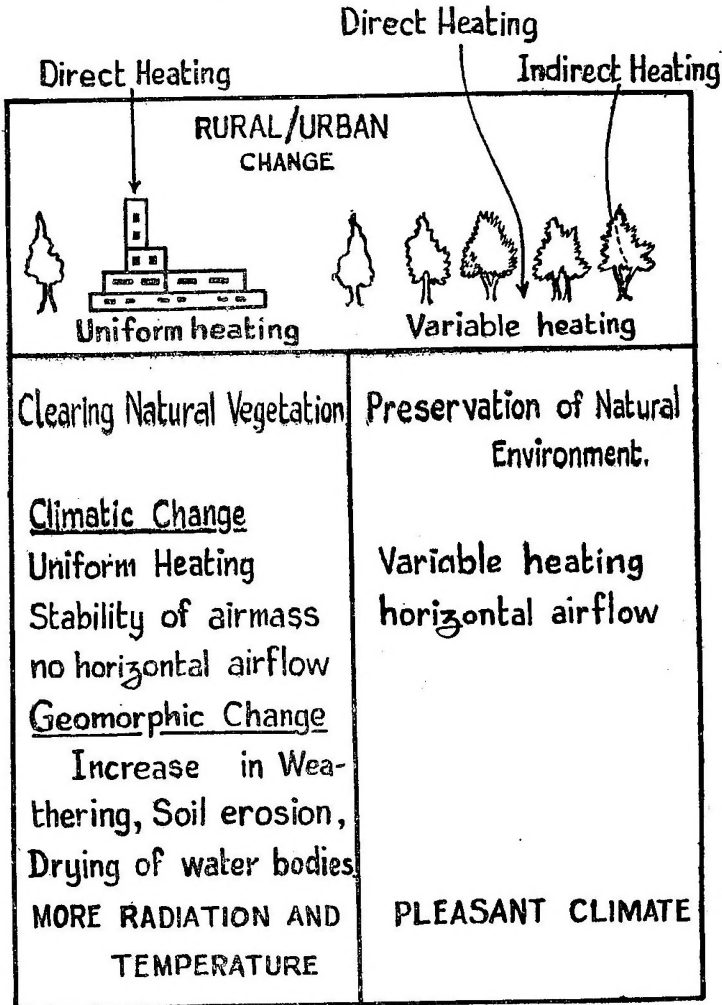 Direct Heating
Direct Heating
Indirect Heating
RURAL/URBAN
CHANGE
Uniform heating
Variable heating
Clearing Natural Vegetation
Climatic Change
Uniform Heating
Stability of airmass
no horizontal airflow
Geomorphic Change
Increase in Wea-
thering, Soil erosion,
Drying of water bodies
MORE RADIATION AND
TEMPERATURE
Preservation of Natural
Environment.
Variable heating
horizontal airflow
PLEASANT CLIMATE